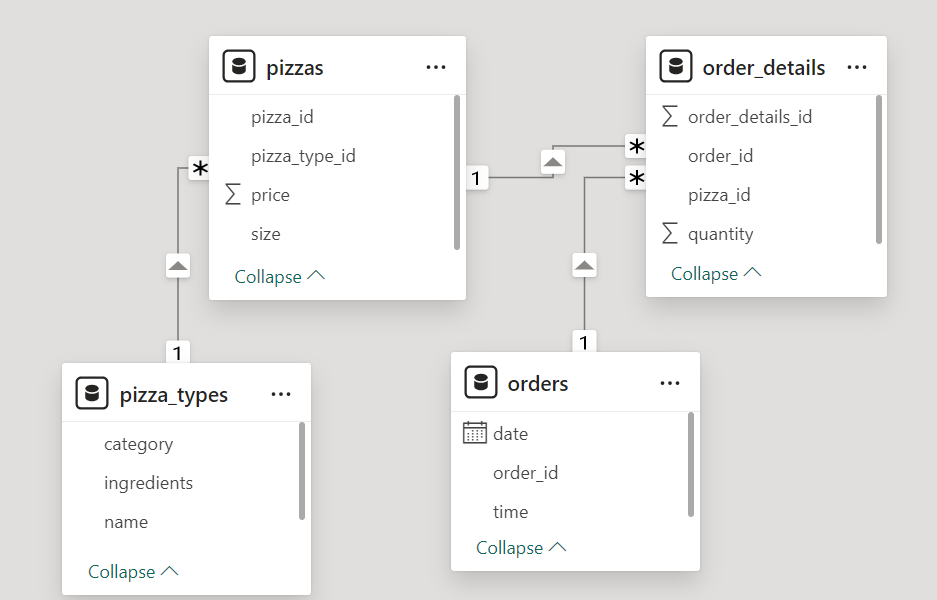 pizzas ...
pizza_id
pizza_type_id
∑ price
size
Collapse
order_details ...
∑ order_details_id
order_id
pizza_id
∑ quantity
Collapse
*
1
*
*
1
1
pizza_types ...
category
ingredients
name
Collapse
orders ...
date
order_id
time
Collapse